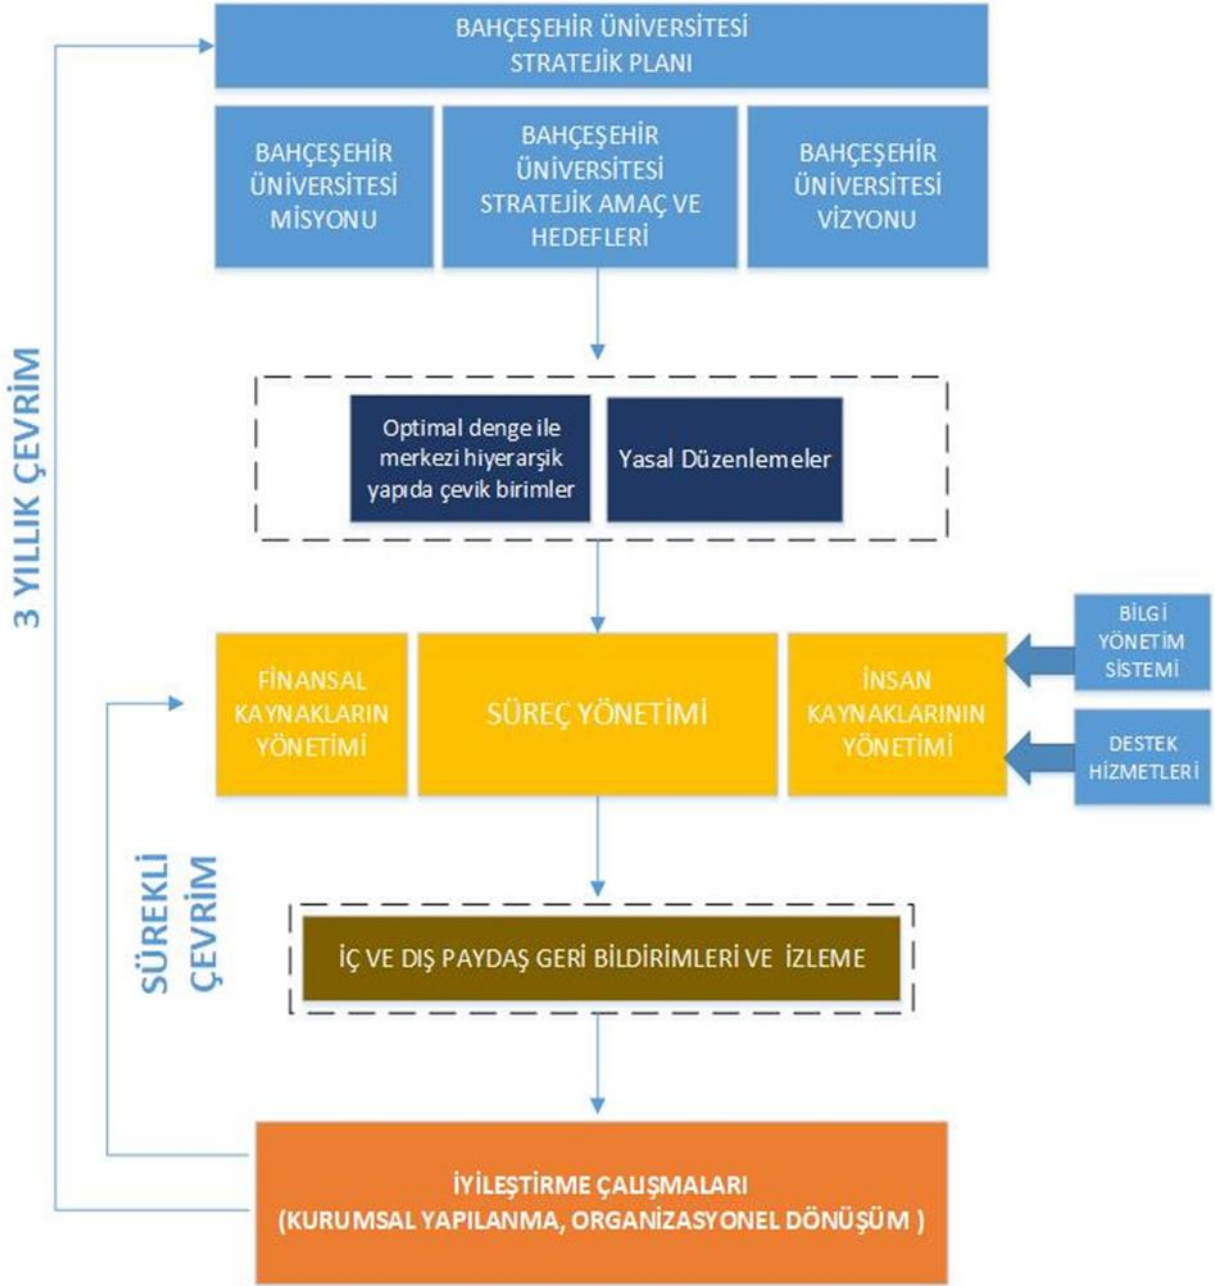 BAHÇEŞEHİR ÜNİVERSİTESİ
STRATEJİK PLANI
BAHÇEŞEHİR
ÜNİVERSİTESİ
MİSYONU
BAHÇEŞEHİR
ÜNİVERSİTESİ
STRATEJİK AMAÇ VE
HEDEFLERİ
BAHÇEŞEHİR
ÜNİVERSİTESİ
VİZYONU
3 YILLIK ÇEVRİM
Optimal denge ile
merkezi hiyerarşik
yapıda çevik birimler
Yasal Düzenlemeler
FİNANSAL
KAYNAKLARIN
YÖNETİMİ
SÜREÇ YÖNETİMİ
İNSAN
KAYNAKLARININ
YÖNETİMİ
BİLGİ
YÖNETİM
SİSTEMİ
DESTEK
HİZMETLERİ
SÜREKLİ
ÇEVRİM
İÇ VE DIŞ PAYDAŞ GERİ BİLDİRİMLERİ VE İZLEME
İYİLEŞTİRME ÇALIŞMALARI
(KURUMSAL YAPILANMA, ORGANİZASYONEL DÖNÜŞÜM )